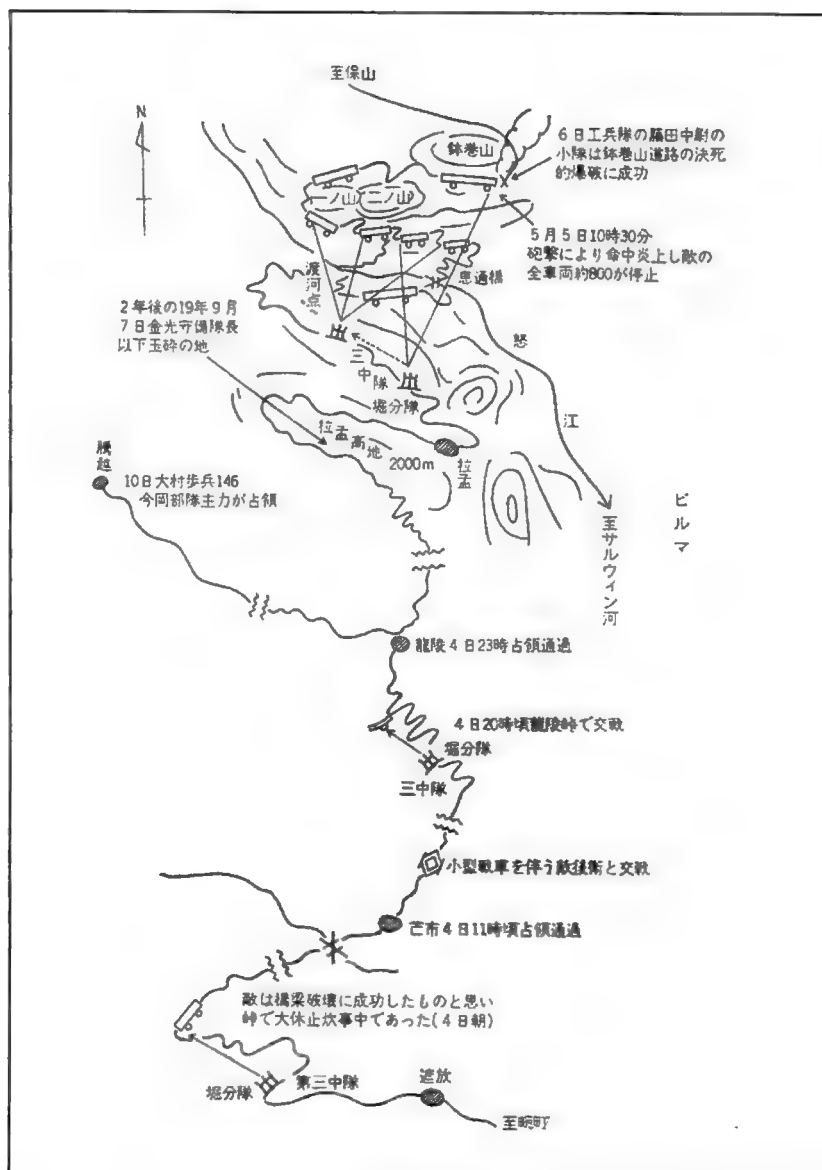 至保山
N
鉢巻山
6日工兵隊の藤田中尉の
小隊は鉢巻山道路の決死
的爆破に成功
一ノ山
二ノ山
5月5日10時30分
砲撃により命中炎上し敵の
全車両約800が停止
渡河点
恵通橋
2年後の19年9月
7日金光守備隊長
以下玉砕の地
三中隊
堀分隊
怒江
拉孟高地
2000m
拉孟
腾越
10日大村歩兵146
今岡部隊主力が占領
ビルマ
至サルウィン河
龍陵4日23時占領通過
4日20時頃龍陵峠で交戦
堀分隊
三中隊
小型戦車を伴う敵後衛と交戦
芒市4日11時頃占領通過
敵は橋梁破壊に成功したものと思い
峠で大休止炊事中であった(4日朝)
堀分隊
第三中隊
遮放
至畹町